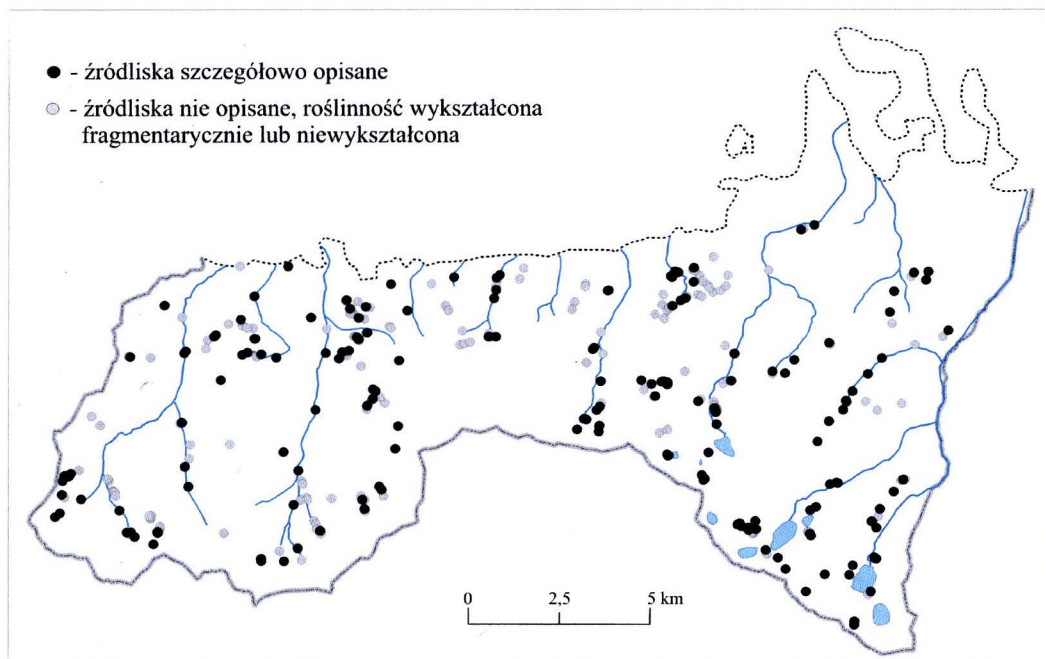 - źródliska szczegółowo opisane
- źródliska nie opisane, roślinność wykształcona
fragmentarycznie lub niewykształcona
0 2,5 5 km